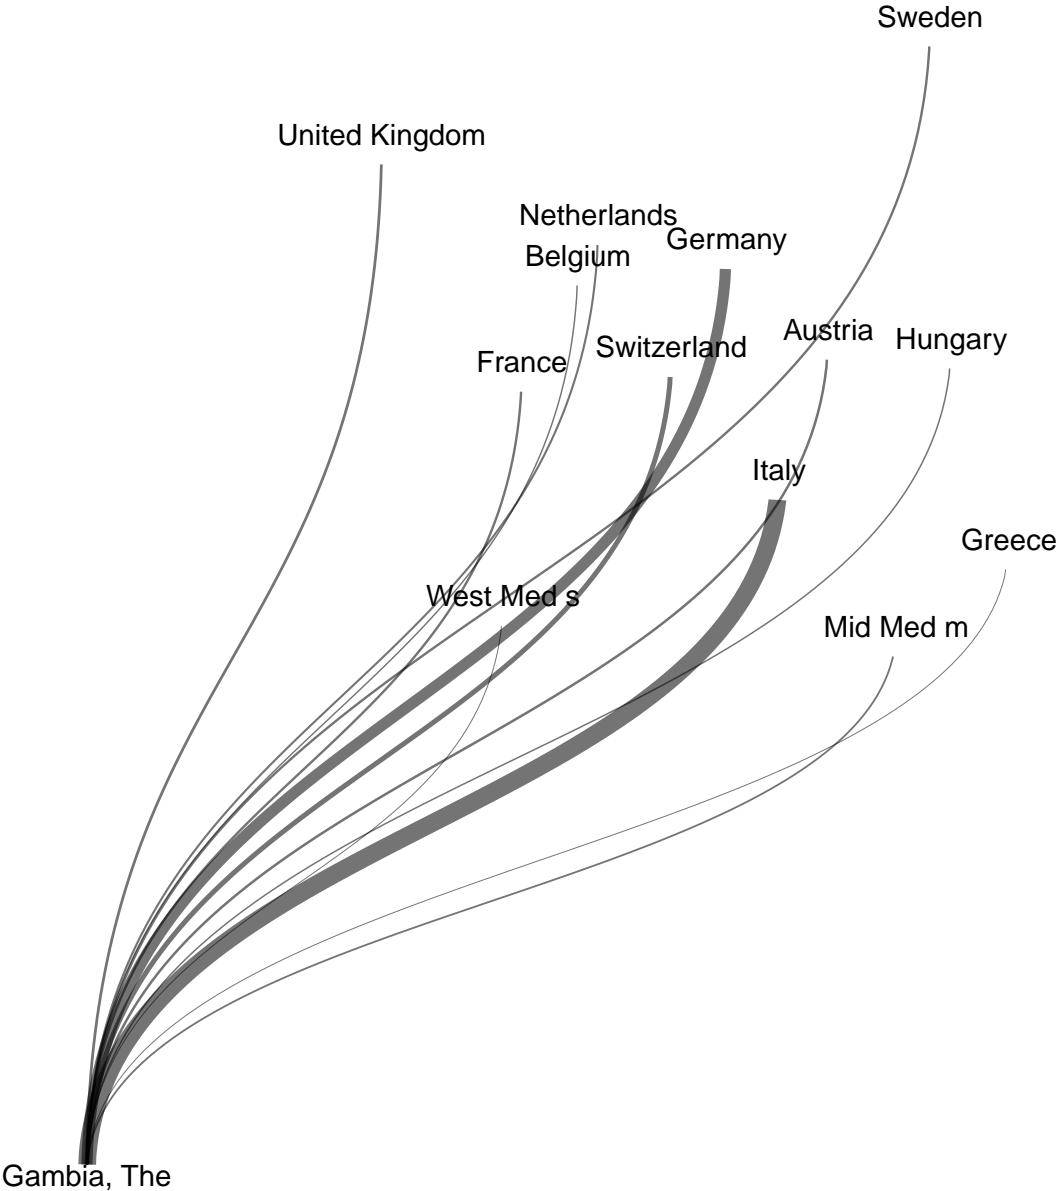 Sweden
United Kingdom
Netherlands
Germany
Belgium
Austria
Hungary
Switzerland
France
Italy
Greece
West Med s
Mid Med m
Gambia, The